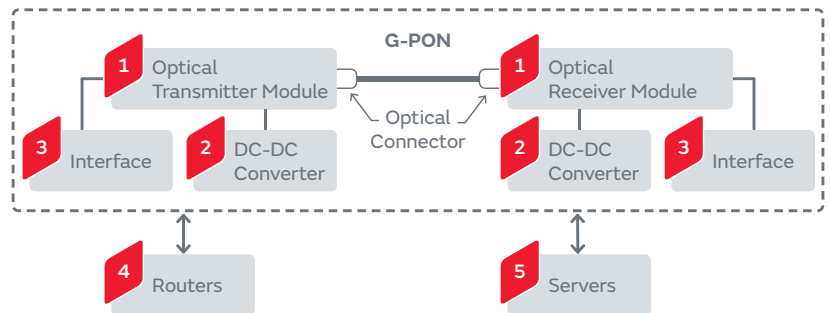 G-PON
1
Optical
Transmitter Module
1
Optical
Receiver Module
Optical
Connector
3
Interface
2
DC-DC
Converter
2
DC-DC
Converter
3
Interface
4
Routers
5
Servers